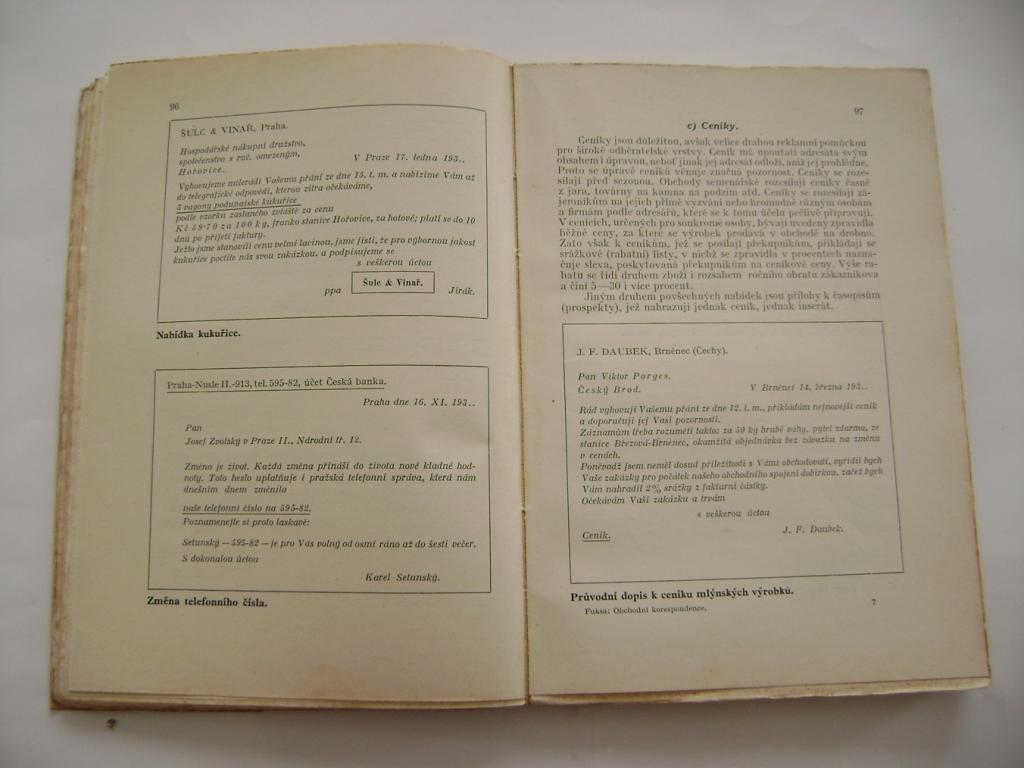 96
ŠULC & VINAŘ, Praha.
Hospodářské nákupní družstvo,
společenstvo s ruč. omezeným,
Hořovice.
V Praze 17. ledna 193..
Vyhovujeme milerádi Vašemu přání ze dne 15. t. m. a nabízíme Vám až
do telegrafické odpovědi, kterou zítra očekáváme,
3 vagony podunajské kukuřice
podle vzorku zaslaného zvláště za cenu
Kč 58·70 za 100 kg, franko stanice Hořovice, za hotové; platí se do 10
dnů po přijetí faktury.
Ježto jsme stanovili cenu velmi lacinou, jsme jisti, že pro výbornou jakost
kukuřice poctíte nás svou zakázkou, a podpisujeme se
s veškerou úctou
ppa Šulc & Vinař. Jirák.
Nabídka kukuřice.
Praha-Nusle II.-913, tel. 595-82, účet Česká banka.
Praha dne 16. XI. 193..
Pan
Josef Zvolský v Praze II., Národní tř. 12.
Změna je život. Každá změna přináší do života nové kladné hod-
noty. Toto heslo uplatňuje i pražská telefonní správa, která nám
dnešním dnem změnila
naše telefonní číslo na 595-82.
Poznamenejte si proto laskavě:
Setunský — 595-82 — je pro Vás volný od osmi ráno až do šesti večer.
S dokonalou úctou
Karel Setunský.
Změna telefonního čísla.
97
c) Ceníky.
Ceníky jsou důležitou, avšak velice drahou reklamní pomůckou
pro široké odběratelské vrstvy. Ceník má upoutati adresáta svým
obsahem i úpravou, neboť jinak jej adresát odloží, aniž jej prohlédne.
Proto se úpravě ceníků věnuje značná pozornost. Ceníky se roze-
sílají před sezonou. Obchody semenářské rozesílají ceníky časně
z jara, továrny na kamna na podzim atd. Ceníky se rozesílají zá-
jemníkům na jejich přímé vyzvání nebo hromadně různým osobám
a firmám podle adresářů, které se k tomu účelu pečlivě připravují.
V cenících, určených pro soukromé osoby, bývají uvedeny zpravidla
běžné ceny, za které se výrobek prodává v obchodě na drobno.
Zato však k ceníkům, jež se posílají překupníkům, přikládají se
srážkové (rabatní) listy, v nichž se zpravidla v procentech nazna-
čuje sleva, poskytovaná překupníkům na ceníkové ceny. Výše ra-
batu se řídí druhem zboží i rozsahem ročního obratu zákazníkova
a činí 5—30 i více procent.
Jiným druhem povšechných nabídek jsou přílohy k časopisům
(prospekty), jež nahrazují jednak ceník, jednak inserát.
J. F. DAUBEK, Brněnec (Čechy).
Pan Viktor Porges,
Český Brod.
V Brněnci 14. března 193..
Rád vyhovuji Vašemu přání ze dne 12. t. m., přikládám nejnovější ceník
a doporučuji jej Vaší pozornosti.
Záznamům třeba rozuměti takto: za 50 kg hrubé váhy, pytel zdarma, ze
stanice Březová-Brněnec, okamžitá objednávka bez závazku na změnu
v cenách.
Poněvadž jsem neměl dosud příležitosti s Vámi obchodovati, vyřídil bych
Vaše zakázky pro počátek našeho obchodního spojení dobírkou, začež bych
Vám nahradil 2% srážky z fakturní částky.
Očekávám Vaši zakázku a trvám
s veškerou úctou
Ceník.
J. F. Daubek.
Průvodní dopis k ceníku mlýnských výrobků.
Fuksa: Obchodní korespondence.
7